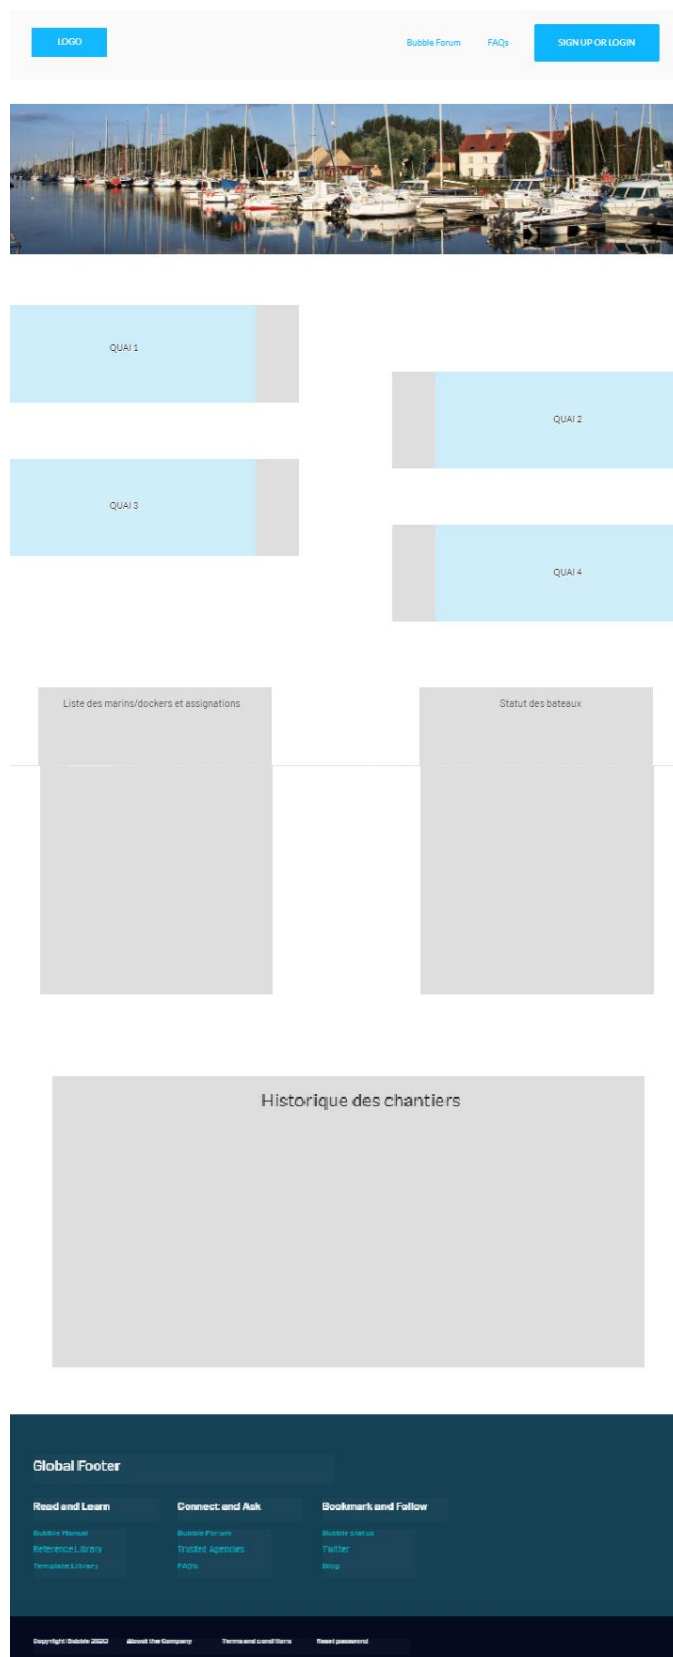 LOGO
Bubble Forum
FAQs
SIGN UP OR LOGIN
QUAI 1
QUAI 2
QUAI 3
QUAI 4
Liste des marins/dockers et assignations
Statut des bateaux
Historique des chantiers
Global Footer
Read and Learn
Connect and Ask
Bookmark and Follow
Bubble Manual
Bubble Forum
Bubble status
Reference Library
Trusted Agencies
Twitter
Template Library
FAQs
Blog
Copyright Bubble 2020
About the Company
Terms and conditions
Reset password